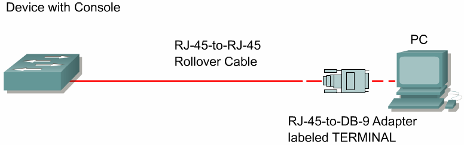 Device with Console
RJ-45-to-RJ-45
Rollover Cable
PC
RJ-45-to-DB-9 Adapter
labeled TERMINAL